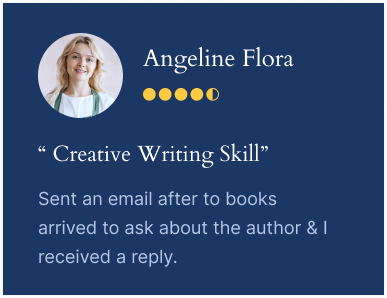 Angeline Flora
“ Creative Writing Skill”
Sent an email after to books
arrived to ask about the author & I
received a reply.